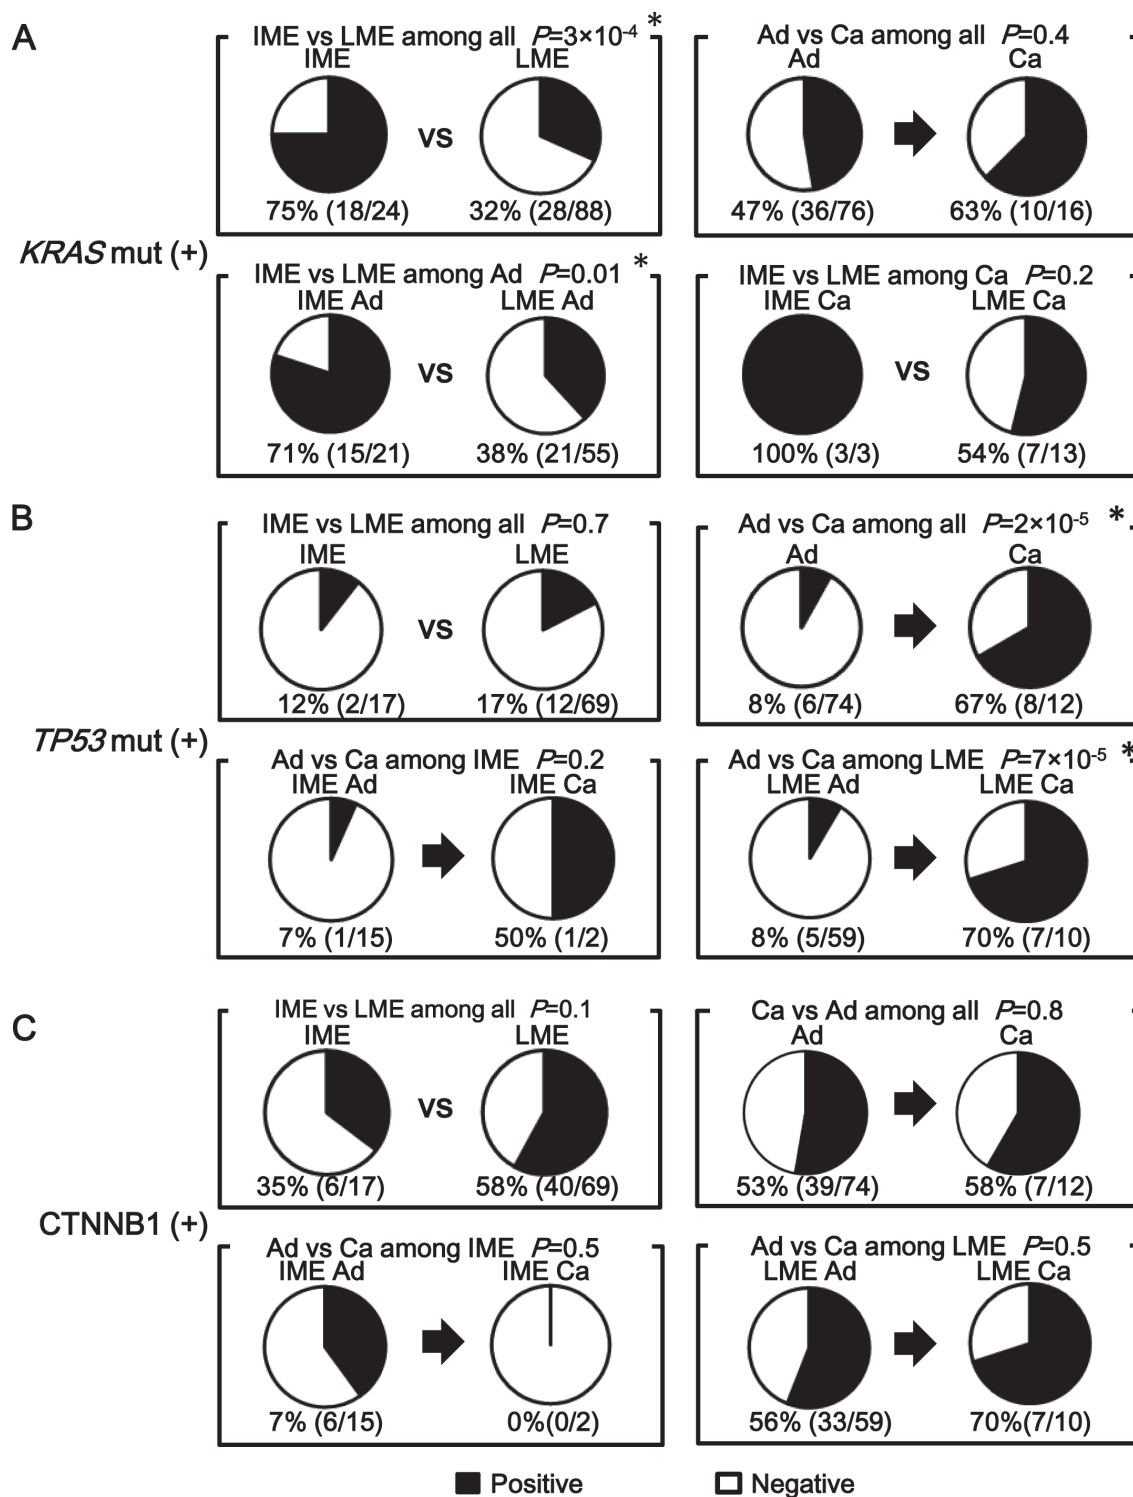 A
IME vs LME among all P=3×10-4 *
IME LME
vs
75% (18/24) 32% (28/88)
Ad vs Ca among all P=0.4
Ad Ca
47% (36/76) 63% (10/16)
KRAS mut (+)
IME vs LME among Ad P=0.01 *
IME Ad LME Ad
vs
71% (15/21) 38% (21/55)
IME vs LME among Ca P=0.2
IME Ca LME Ca
vs
100% (3/3) 54% (7/13)
B
IME vs LME among all P=0.7
IME LME
vs
12% (2/17) 17% (12/69)
Ad vs Ca among all P=2×10-5 *
Ad Ca
8% (6/74) 67% (8/12)
TP53 mut (+)
Ad vs Ca among IME P=0.2
IME Ad IME Ca
7% (1/15) 50% (1/2)
Ad vs Ca among LME P=7×10-5 *
LME Ad LME Ca
8% (5/59) 70% (7/10)
C
IME vs LME among all P=0.1
IME LME
vs
35% (6/17) 58% (40/69)
Ca vs Ad among all P=0.8
Ad Ca
53% (39/74) 58% (7/12)
CTNNB1 (+)
Ad vs Ca among IME P=0.5
IME Ad IME Ca
7% (6/15) 0%(0/2)
Ad vs Ca among LME P=0.5
LME Ad LME Ca
56% (33/59) 70%(7/10)
Positive Negative